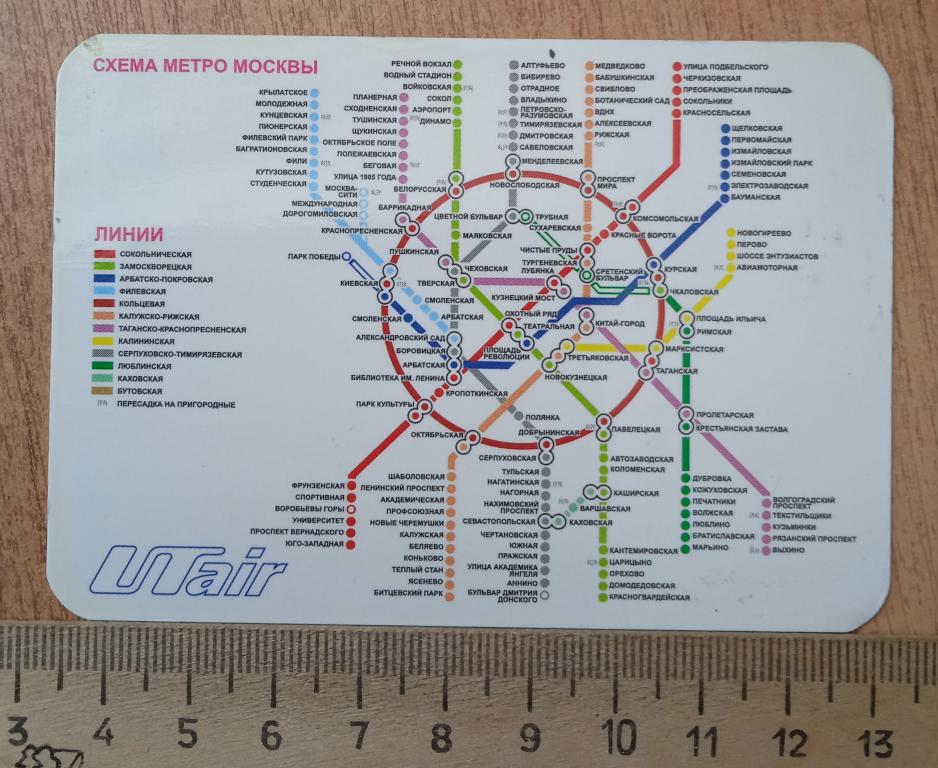 СХЕМА МЕТРО МОСКВЫ
КРЫЛАТСКОЕ
МОЛОДЕЖНАЯ
КУНЦЕВСКАЯ
ПИОНЕРСКАЯ
ФИЛЕВСКИЙ ПАРК
БАГРАТИОНОВСКАЯ
ФИЛИ
КУТУЗОВСКАЯ
СТУДЕНЧЕСКАЯ
МОСКВА-
СИТИ
МЕЖДУНАРОДНАЯ
ДОРОГОМИЛОВСКАЯ
ПЛАНЕРНАЯ
СХОДНЕНСКАЯ
ТУШИНСКАЯ
ЩУКИНСКАЯ
ОКТЯБРЬСКОЕ ПОЛЕ
ПОЛЕЖАЕВСКАЯ
БЕГОВАЯ
УЛИЦА 1905 ГОДА
БАРРИКАДНАЯ
КРАСНОПРЕСНЕНСКАЯ
РЕЧНОЙ ВОКЗАЛ
ВОДНЫЙ СТАДИОН
ВОЙКОВСКАЯ
СОКОЛ
АЭРОПОРТ
ДИНАМО
БЕЛОРУССКАЯ
АЛТУФЬЕВО
БИБИРЕВО
ОТРАДНОЕ
ВЛАДЫКИНО
ПЕТРОВСКО-
РАЗУМОВСКАЯ
ТИМИРЯЗЕВСКАЯ
ДМИТРОВСКАЯ
САВЕЛОВСКАЯ
МЕНДЕЛЕЕВСКАЯ
НОВОСЛОБОДСКАЯ
МЕДВЕДКОВО
БАБУШКИНСКАЯ
СВИБЛОВО
БОТАНИЧЕСКИЙ САД
ВДНХ
АЛЕКСЕЕВСКАЯ
РИЖСКАЯ
ПРОСПЕКТ
МИРА
УЛИЦА ПОДБЕЛЬСКОГО
ЧЕРКИЗОВСКАЯ
ПРЕОБРАЖЕНСКАЯ ПЛОЩАДЬ
СОКОЛЬНИКИ
КРАСНОСЕЛЬСКАЯ
ЩЕЛКОВСКАЯ
ПЕРВОМАЙСКАЯ
ИЗМАЙЛОВСКАЯ
ИЗМАЙЛОВСКИЙ ПАРК
СЕМЕНОВСКАЯ
ЭЛЕКТРОЗАВОДСКАЯ
БАУМАНСКАЯ
НОВОГИРЕЕВО
ПЕРОВО
ШОССЕ ЭНТУЗИАСТОВ
АВИАМОТОРНАЯ
ЦВЕТНОЙ БУЛЬВАР
ТРУБНАЯ
СУХАРЕВСКАЯ
КОМСОМОЛЬСКАЯ
КРАСНЫЕ ВОРОТА
МАЯКОВСКАЯ
ПУШКИНСКАЯ
ЧЕХОВСКАЯ
ТВЕРСКАЯ
ЧИСТЫЕ ПРУДЫ
ТУРГЕНЕВСКАЯ
ЛУБЯНКА
СРЕТЕНСКИЙ
БУЛЬВАР
КУРСКАЯ
ЧКАЛОВСКАЯ
КУЗНЕЦКИЙ МОСТ
ПАРК ПОБЕДЫ
КИЕВСКАЯ
СМОЛЕНСКАЯ
АРБАТСКАЯ
СМОЛЕНСКАЯ
АЛЕКСАНДРОВСКИЙ САД
БОРОВИЦКАЯ
АРБАТСКАЯ
БИБЛИОТЕКА ИМ. ЛЕНИНА
КРОПОТКИНСКАЯ
ОХОТНЫЙ РЯД
ТЕАТРАЛЬНАЯ
ПЛОЩАДЬ
РЕВОЛЮЦИИ
КИТАЙ-ГОРОД
ТРЕТЬЯКОВСКАЯ
НОВОКУЗНЕЦКАЯ
ПЛОЩАДЬ ИЛЬИЧА
РИМСКАЯ
МАРКСИСТСКАЯ
ТАГАНСКАЯ
ПАРК КУЛЬТУРЫ
ОКТЯБРЬСКАЯ
ПОЛЯНКА
ДОБРЫНИНСКАЯ
СЕРПУХОВСКАЯ
ПАВЕЛЕЦКАЯ
ПРОЛЕТАРСКАЯ
КРЕСТЬЯНСКАЯ ЗАСТАВА
ЛИНИИ
СОКОЛЬНИЧЕСКАЯ
ЗАМОСКВОРЕЦКАЯ
АРБАТСКО-ПОКРОВСКАЯ
ФИЛЕВСКАЯ
КОЛЬЦЕВАЯ
КАЛУЖСКО-РИЖСКАЯ
ТАГАНСКО-КРАСНОПРЕСНЕНСКАЯ
КАЛИНИНСКАЯ
СЕРПУХОВСКО-ТИМИРЯЗЕВСКАЯ
ЛЮБЛИНСКАЯ
КАХОВСКАЯ
БУТОВСКАЯ
ПЕРЕСАДКА НА ПРИГОРОДНЫЕ
ФРУНЗЕНСКАЯ
СПОРТИВНАЯ
ВОРОБЬЕВЫ ГОРЫ
УНИВЕРСИТЕТ
ПРОСПЕКТ ВЕРНАДСКОГО
ЮГО-ЗАПАДНАЯ
ШАБОЛОВСКАЯ
ЛЕНИНСКИЙ ПРОСПЕКТ
АКАДЕМИЧЕСКАЯ
ПРОФСОЮЗНАЯ
НОВЫЕ ЧЕРЕМУШКИ
КАЛУЖСКАЯ
БЕЛЯЕВО
КОНЬКОВО
ТЕПЛЫЙ СТАН
ЯСЕНЕВО
БИТЦЕВСКИЙ ПАРК
ТУЛЬСКАЯ
НАГАТИНСКАЯ
НАГОРНАЯ
НАХИМОВСКИЙ
ПРОСПЕКТ
СЕВАСТОПОЛЬСКАЯ
ЧЕРТАНОВСКАЯ
ЮЖНАЯ
ПРАЖСКАЯ
УЛИЦА АКАДЕМИКА
ЯНГЕЛЯ
АННИНО
БУЛЬВАР ДМИТРИЯ
ДОНСКОГО
АВТОЗАВОДСКАЯ
КОЛОМЕНСКАЯ
КАШИРСКАЯ
ВАРШАВСКАЯ
КАХОВСКАЯ
КАНТЕМИРОВСКАЯ
ЦАРИЦЫНО
ОРЕХОВО
ДОМОДЕДОВСКАЯ
КРАСНОГВАРДЕЙСКАЯ
ДУБРОВКА
КОЖУХОВСКАЯ
ПЕЧАТНИКИ
ВОЛЖСКАЯ
ЛЮБЛИНО
БРАТИСЛАВСКАЯ
МАРЬИНО
ВОЛГОГРАДСКИЙ
ПРОСПЕКТ
ТЕКСТИЛЬЩИКИ
КУЗЬМИНКИ
РЯЗАНСКИЙ ПРОСПЕКТ
ВЫХИНО
UTair
3 4 5 6 7 8 9 10 11 12 13